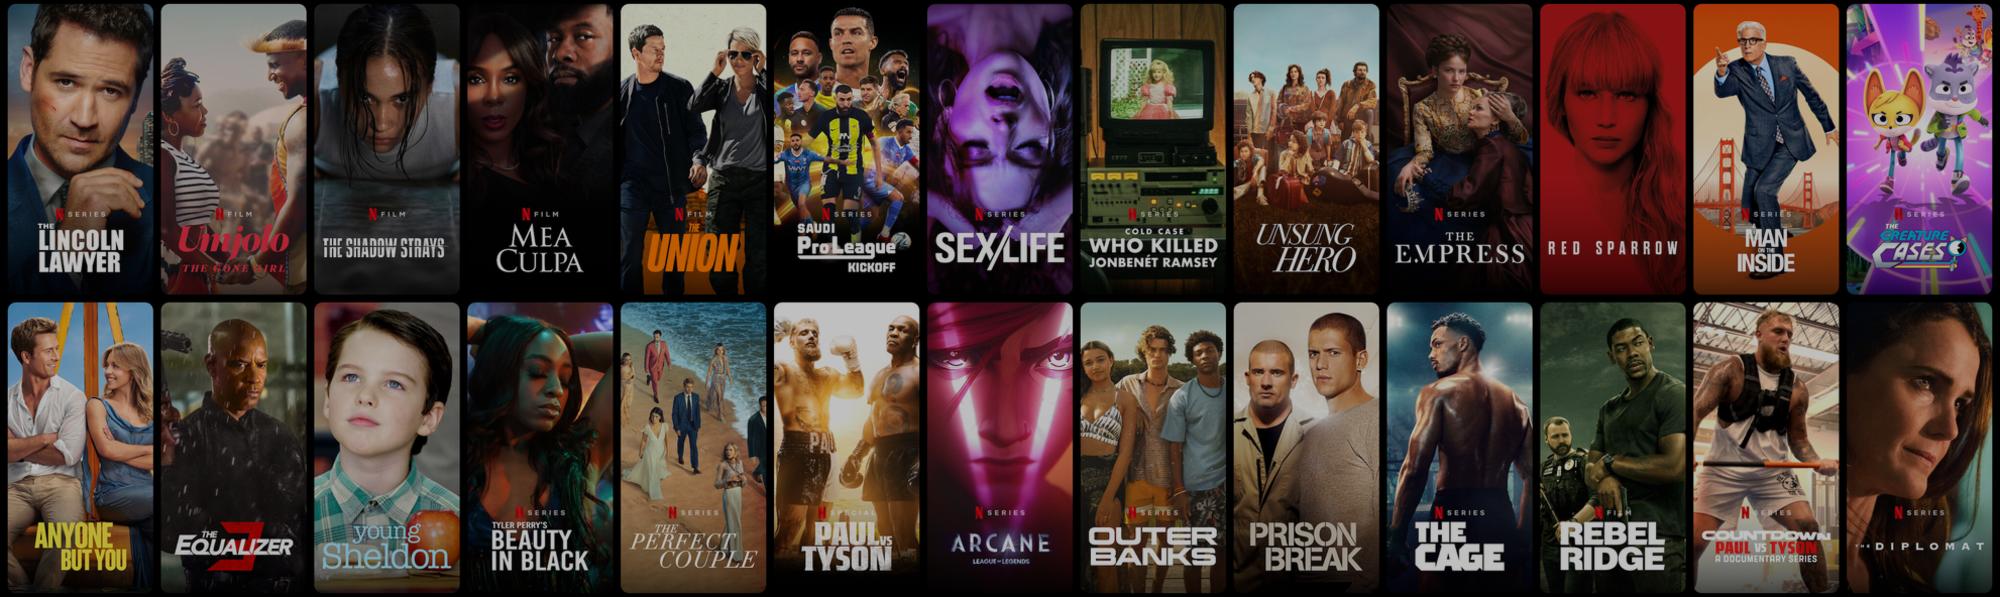 THE
LINCOLN
LAWYER
N SERIES
Umjolo
THE GONE GIRL
N FILM
THE SHADOW STRAYS
N FILM
MEA
CULPA
N FILM
THE
UNION
N FILM
SAUDI
Pro League
KICKOFF
N SERIES
SEX/LIFE
N SERIES
COLD CASE
WHO KILLED
JONBENÉT RAMSEY
N SERIES
UNSUNG
HERO
THE
EMPRESS
N SERIES
RED SPARROW
A
MAN
ON THE
INSIDE
N SERIES
THE
CREATURE
CASES
N SERIES
ANYONE
BUT YOU
THE
EQUALIZER
3
young
Sheldon
N SERIES
TYLER PERRY'S
BEAUTY
IN BLACK
N SERIES
THE
PERFECT
COUPLE
N SPECIAL
PAUL VS
TYSON
N SERIES
ARCANE
LEAGUE OF LEGENDS
N SERIES
OUTER
BANKS
PRISON
BREAK
N SERIES
THE
CAGE
N FILM
REBEL
RIDGE
N SERIES
COUNTDOWN
PAUL VS TYSON
A DOCUMENTARY SERIES
N SERIES
THE DIPLOMAT